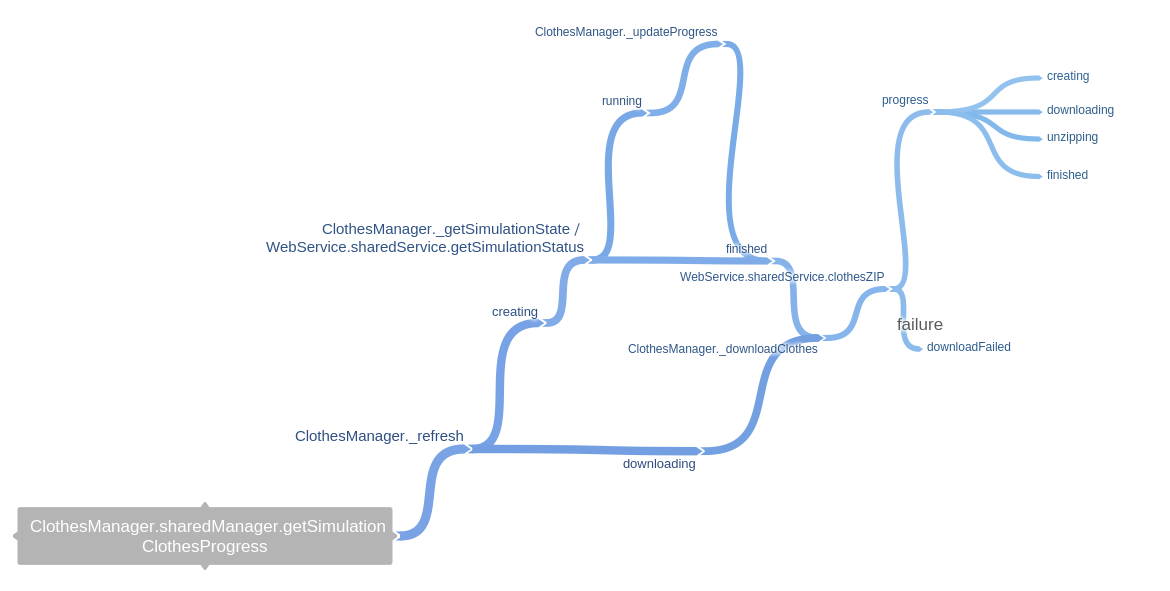 ClothesManager._updateProgress
creating
running
progress
downloading
unzipping
finished
ClothesManager._getSimulationState /
WebService.sharedService.getSimulationStatus
finished
WebService.sharedService.clothesZIP
creating
failure
downloadFailed
ClothesManager._downloadClothes
ClothesManager._refresh
downloading
ClothesManager.sharedManager.getSimulation
ClothesProgress